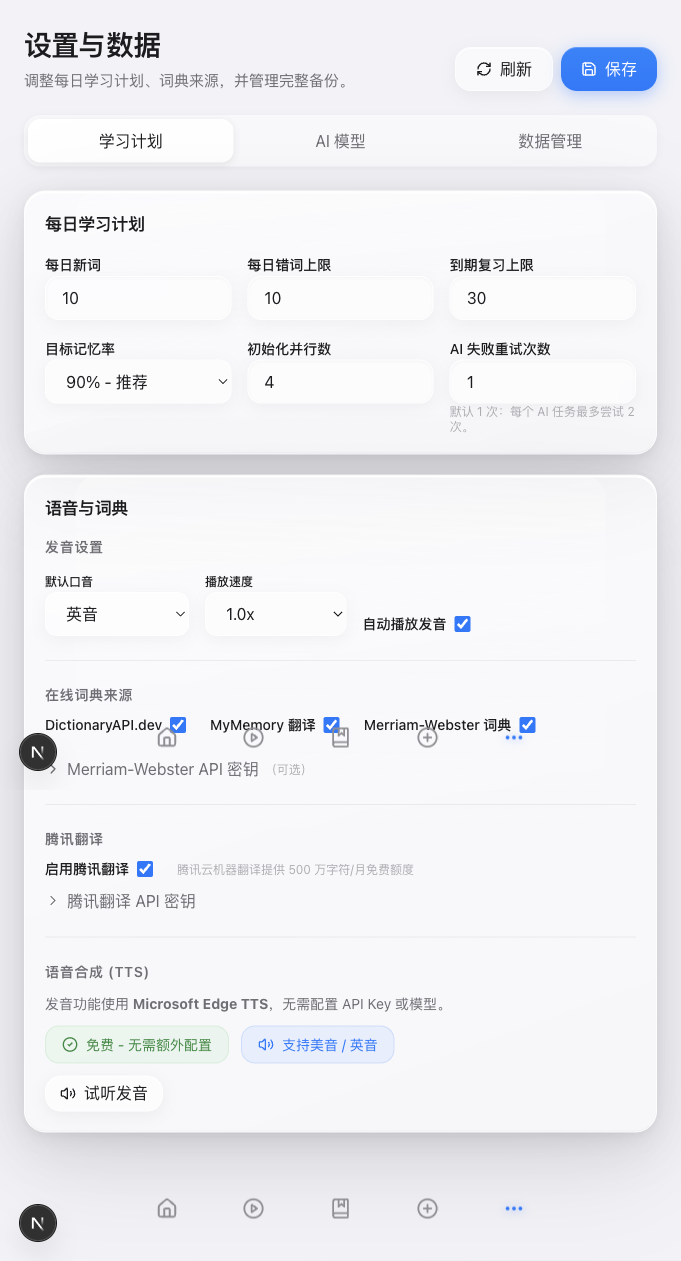 设置与数据
调整每日学习计划、词典来源，并管理完整备份。
刷新
保存
学习计划
AI 模型
数据管理
每日学习计划
每日新词
每日错词上限
到期复习上限
10
10
30
目标记忆率
初始化并行数
AI 失败重试次数
90% - 推荐
4
1
默认 1 次：每个 AI 任务最多尝试 2
次。
语音与词典
发音设置
默认口音
播放速度
英音
1.0x
自动播放发音
在线词典来源
DictionaryAPI.dev
MyMemory 翻译
Merriam-Webster 词典
N
Merriam-Webster API 密钥 (可选)
腾讯翻译
启用腾讯翻译
腾讯云机器翻译提供 500 万字符/月免费额度
腾讯翻译 API 密钥
语音合成 (TTS)
发音功能使用 Microsoft Edge TTS，无需配置 API Key 或模型。
免费 - 无需额外配置
支持美音 / 英音
试听发音
N